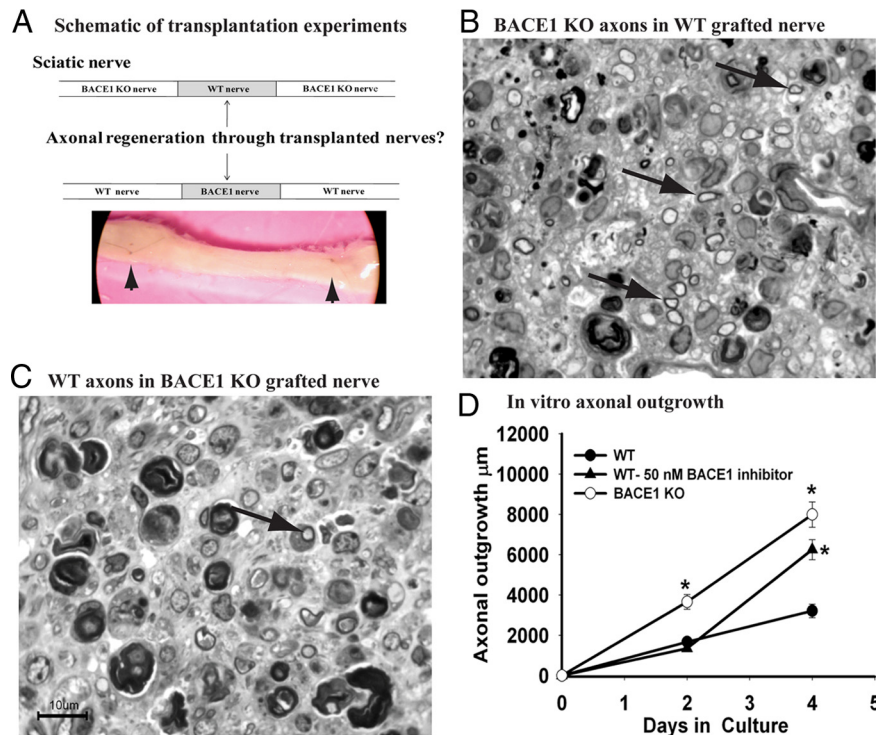 A Schematic of transplantation experiments
Sciatic nerve
BACE1 KO nerve WT nerve BACE1 KO nerve
Axonal regeneration through transplanted nerves?
WT nerve BACE1 nerve WT nerve
B BACE1 KO axons in WT grafted nerve
C WT axons in BACE1 KO grafted nerve
10µm
D In vitro axonal outgrowth
Axonal outgrowth µm
12000
10000
8000
6000
4000
2000
0
WT
WT- 50 nM BACE1 inhibitor
BACE1 KO
*
*
*
0 1 2 3 4 5
Days in Culture